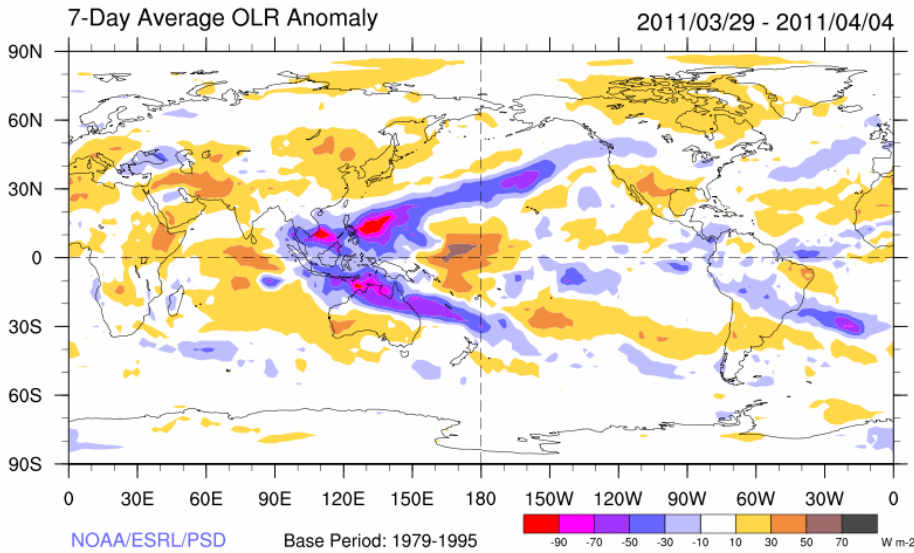 7-Day Average OLR Anomaly 2011/03/29 - 2011/04/04
90N
60N
30N
0
30S
60S
90S
0 30E 60E 90E 120E 150E 180 150W 120W 90W 60W 30W 0
NOAA/ESRL/PSD Base Period: 1979-1995
-90 -70 -50 -30 -10 10 30 50 70 W m-2